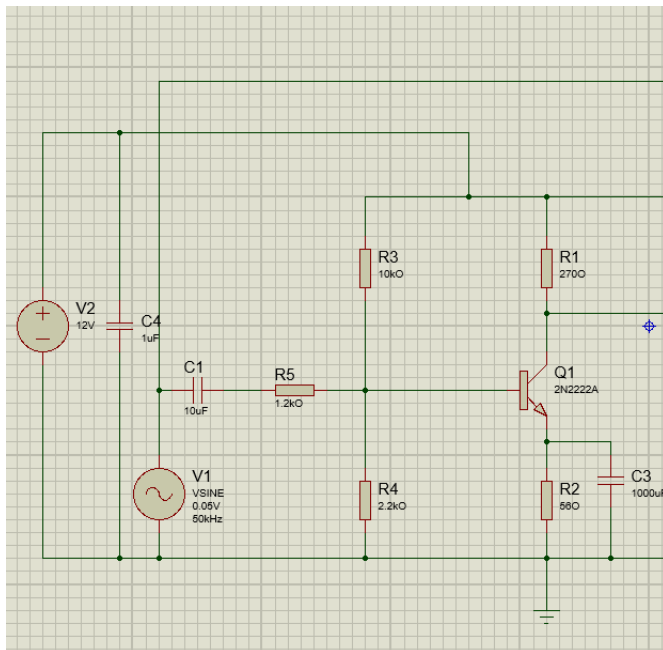 R3
10kO
R1
270O
V2
12V
C4
1uF
C1
10uF
R5
1.2kO
Q1
2N2222A
V1
VSINE
0.05V
50kHz
R4
2.2kO
R2
56O
C3
1000uF